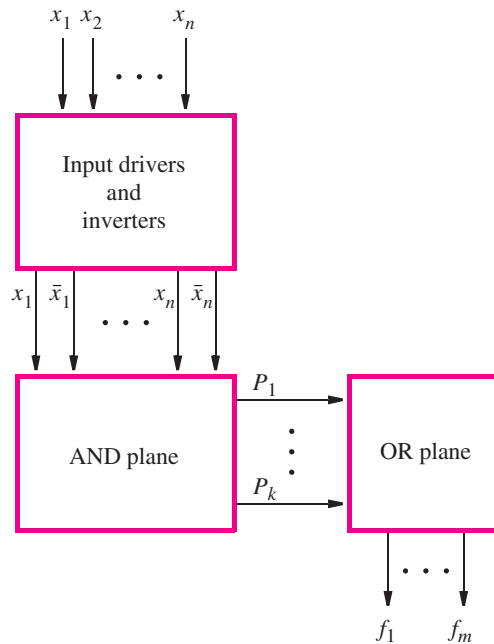 x₁ x₂ . . . xₙ
Input drivers
and
inverters
x₁ x̄₁ . . . xₙ x̄ₙ
P₁
AND plane
OR plane
Pₖ
. . .
f₁ fₘ